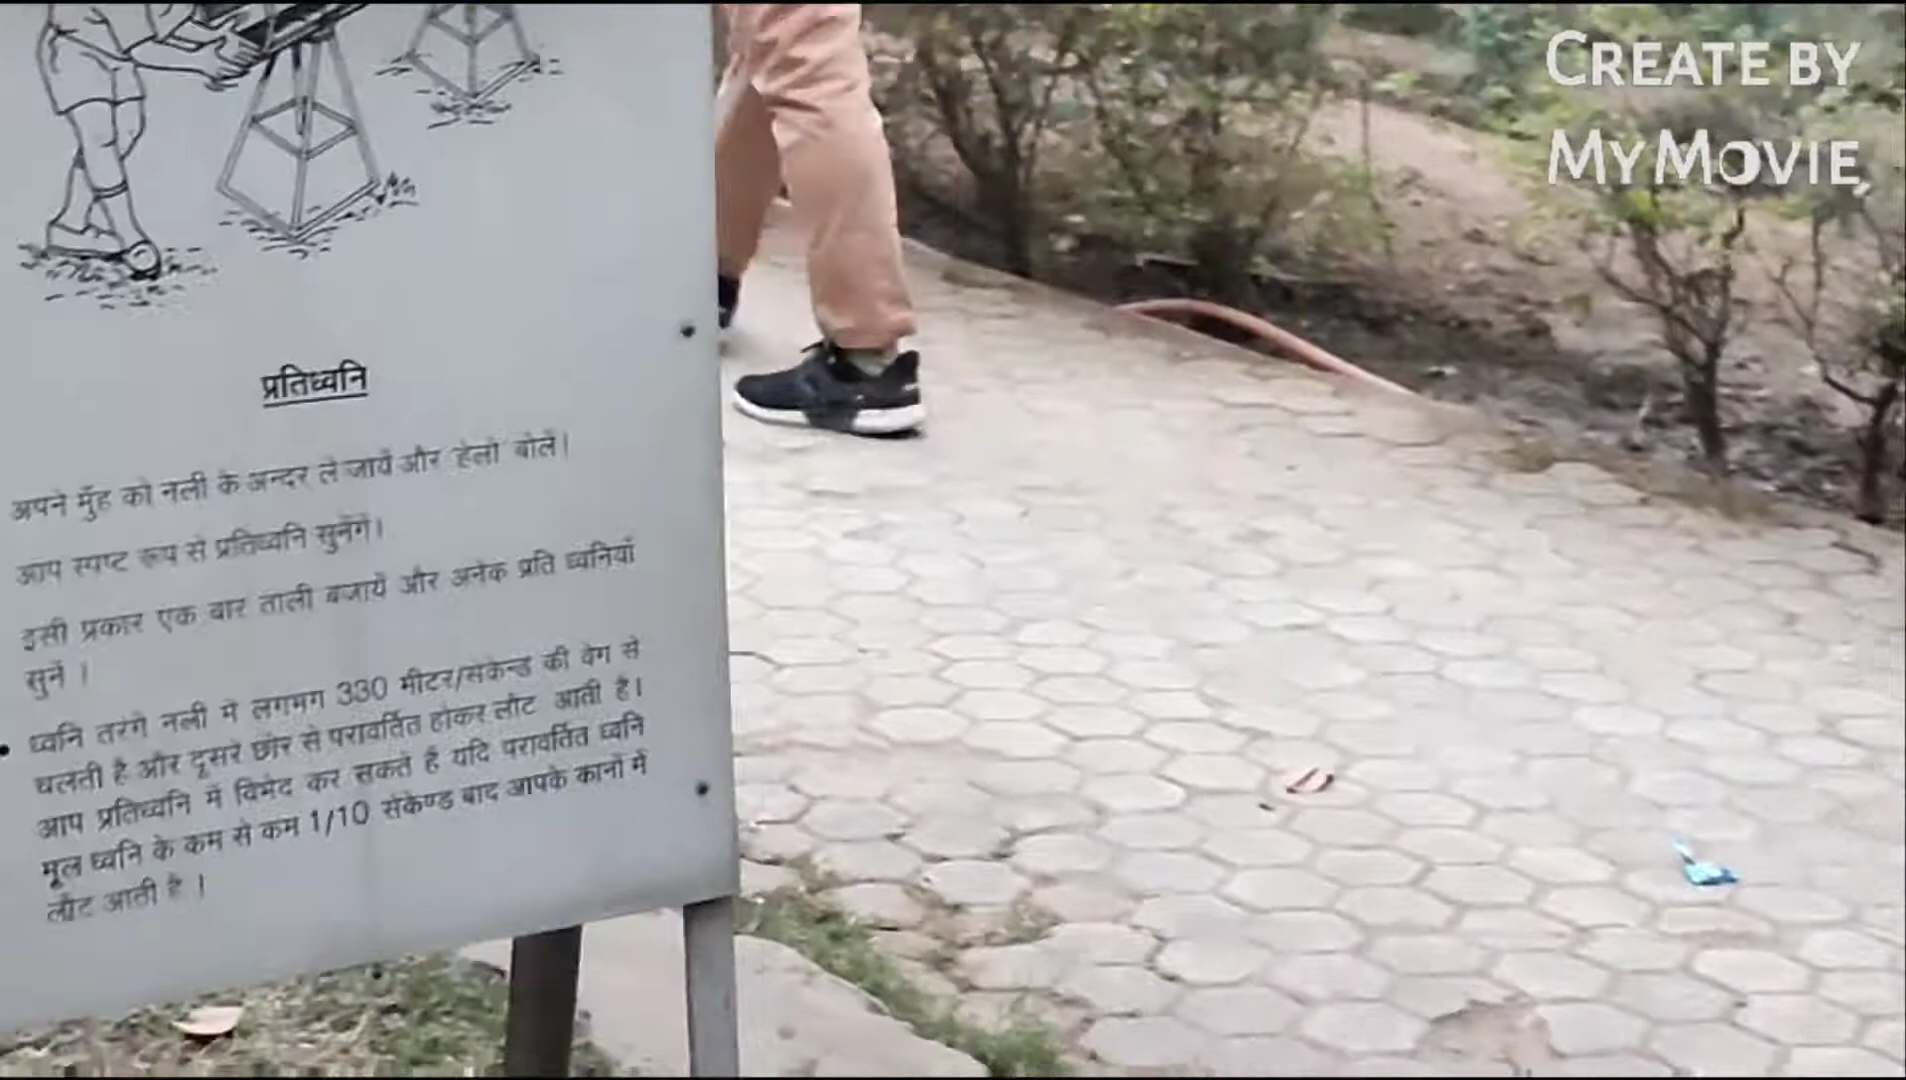 प्रतिध्वनि
अपने मुँह को नली के अन्दर ले जायें और 'हेलो' बोलें।
आप स्पष्ट रूप से प्रतिध्वनि सुनेंगें।
इसी प्रकार एक बार ताली बजायें और अनेक प्रति ध्वनियाँ
सुनें ।
• ध्वनि तरंगे नली में लगभग 330 मीटर/सेकेन्ड की वेग से
चलती है और दूसरे छोर से परावर्तित होकर लौट आती है।
आप प्रतिध्वनि में विभेद कर सकते हैं यदि परावर्तित ध्वनि
मूल ध्वनि के कम से कम 1/10 सेकेण्ड बाद आपके कानों में
लौट आती है ।
CREATE BY
MY MOVIE,